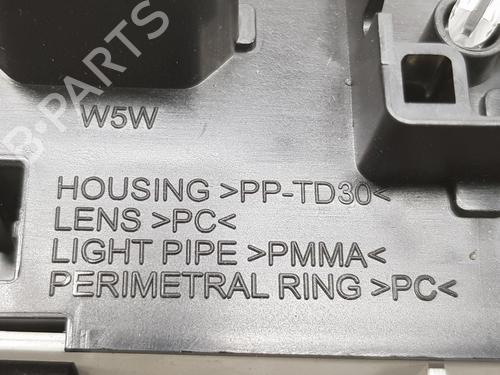 W5W
HOUSING >PP-TD30<
LENS >PC<
LIGHT PIPE >PMMA<
PERIMETRAL RING >PC<
B-PARTS